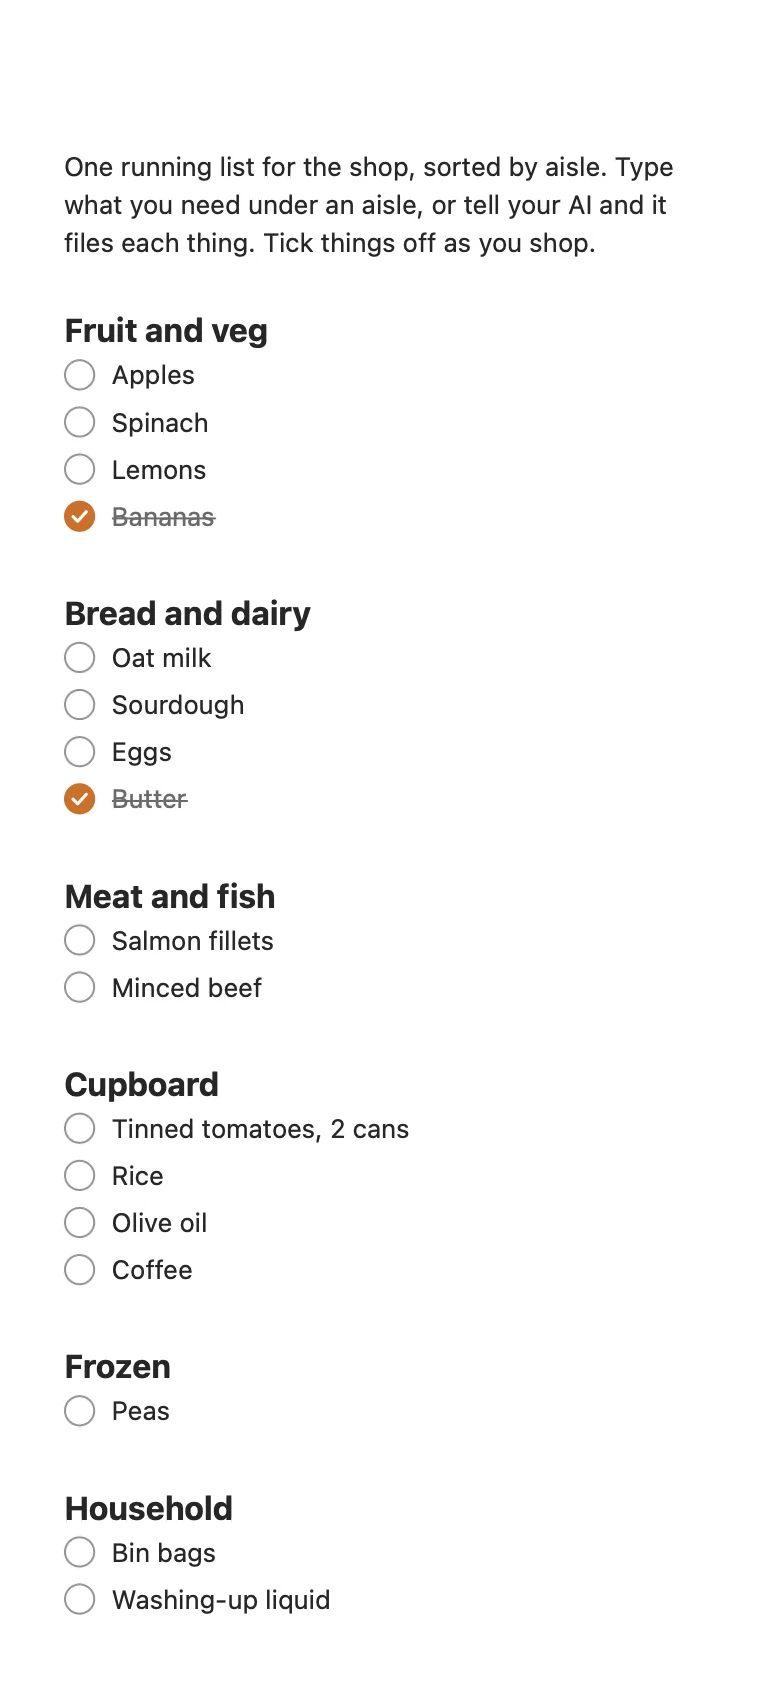 One running list for the shop, sorted by aisle. Type
what you need under an aisle, or tell your AI and it
files each thing. Tick things off as you shop.
Fruit and veg
Apples
Spinach
Lemons
Bananas
Bread and dairy
Oat milk
Sourdough
Eggs
Butter
Meat and fish
Salmon fillets
Minced beef
Cupboard
Tinned tomatoes, 2 cans
Rice
Olive oil
Coffee
Frozen
Peas
Household
Bin bags
Washing-up liquid